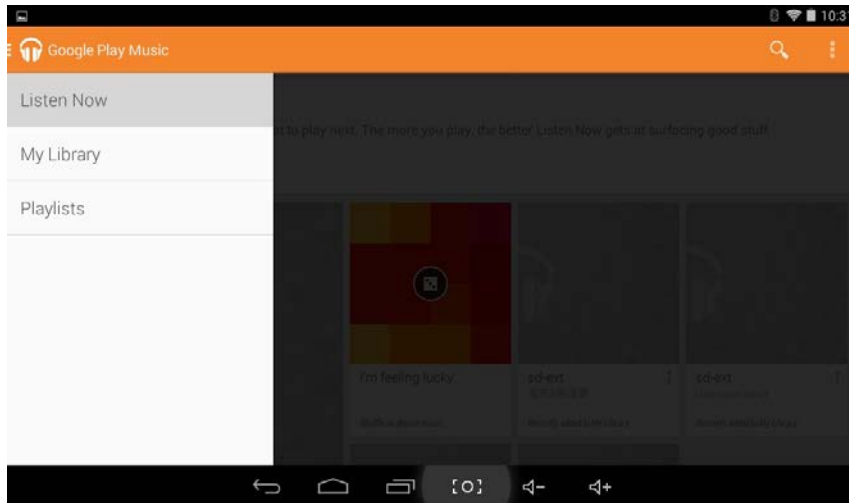 10:31
Google Play Music
Listen Now
My Library
Playlists
to play next. The more you play, the better Listen Now gets at surfacing good stuff.
I'm feeling lucky
sd-ext
sd-ext